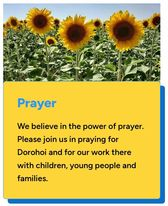 Prayer
We believe in the power of prayer.
Please join us in praying for
Dorohoi and for our work there
with children, young people and
families.